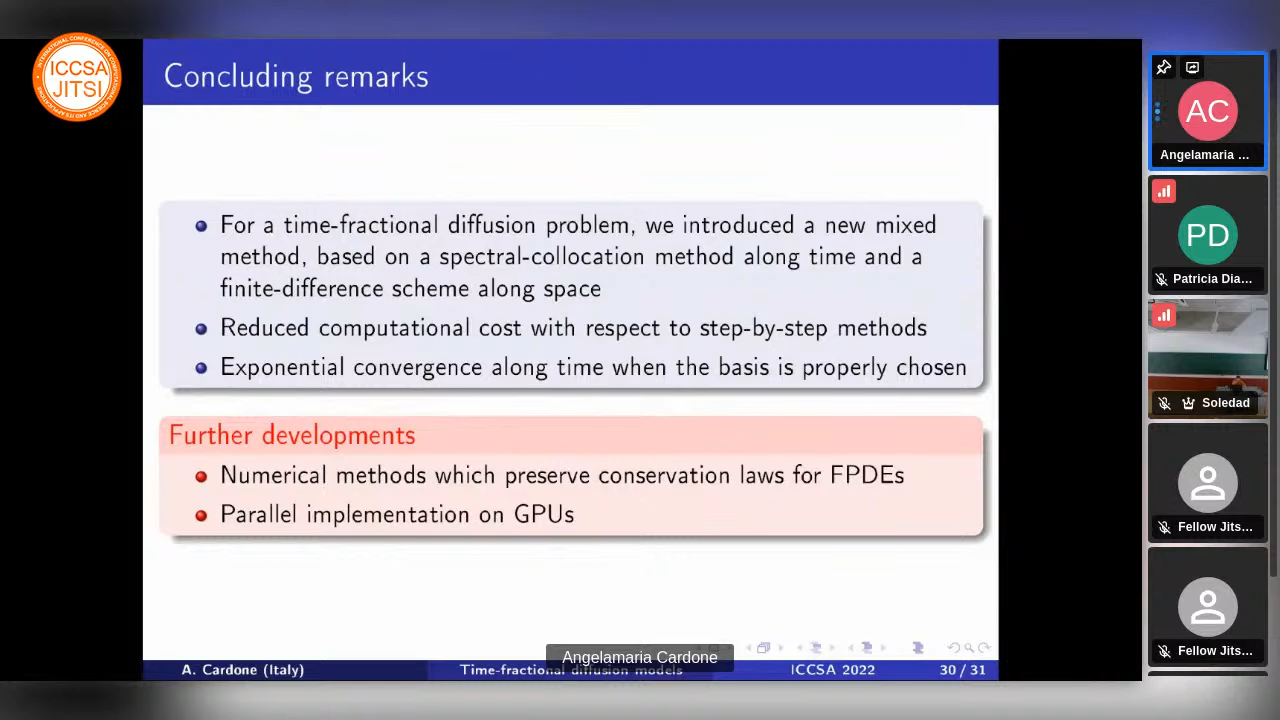 ICCSA
JITSI
Concluding remarks
For a time-fractional diffusion problem, we introduced a new mixed
method, based on a spectral-collocation method along time and a
finite-difference scheme along space
Reduced computational cost with respect to step-by-step methods
Exponential convergence along time when the basis is properly chosen
Further developments
Numerical methods which preserve conservation laws for FPDEs
Parallel implementation on GPUs
Angelamaria Cardone
A. Cardone (Italy)
Time-fractional diffusion models
ICCSA 2022
30 / 31
AC
Angelamaria ...
PD
Patricia Dia...
Soledad
Fellow Jits...
Fellow Jits...